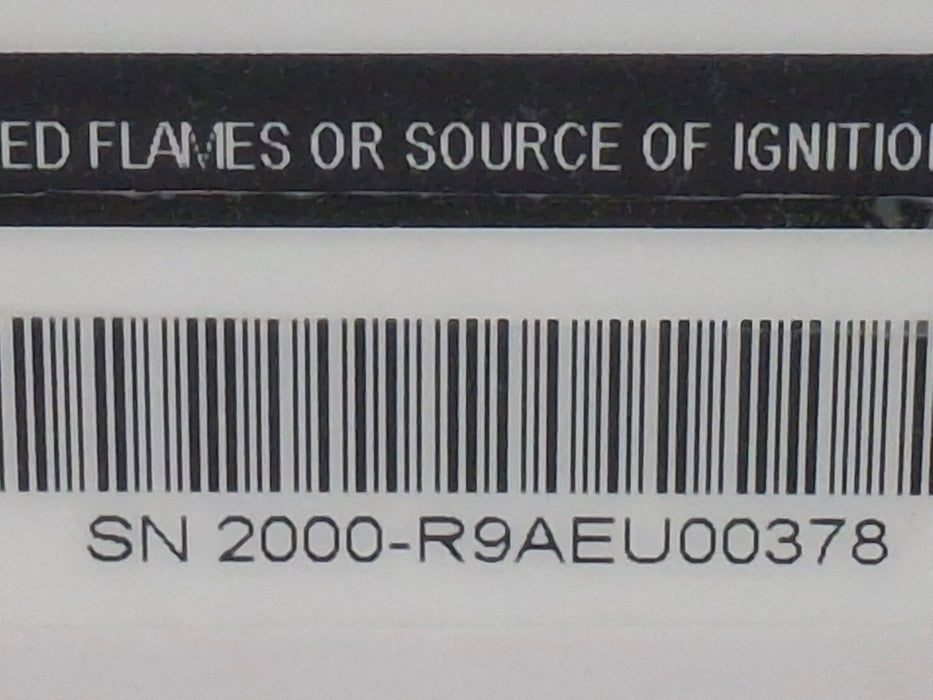 ED FLAMES OR SOURCE OF IGNITIO
SN 2000-R9AEU00378